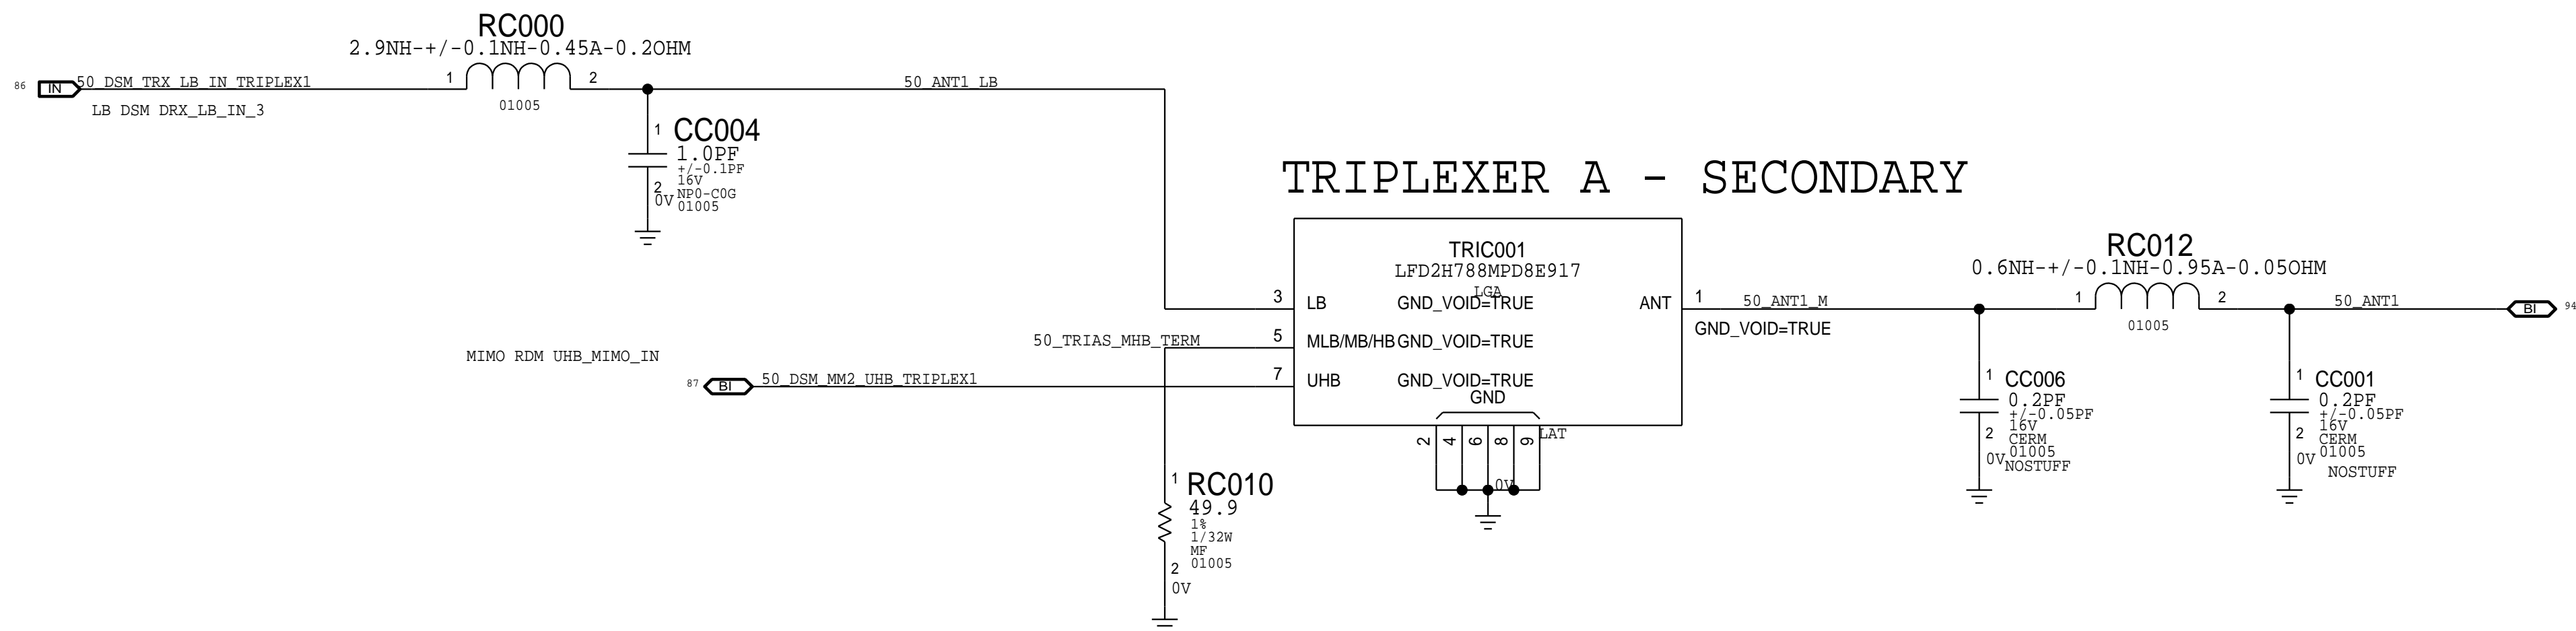 RC000
2.9NH-+/-0.1NH-0.45A-0.2OHM
86 IN 50_DSM_TRX_LB_IN_TRIPLEX1 1 2 50_ANT1_LB
01005
LB DSM DRX_LB_IN_3
1 CC004
1.0PF
+/-0.1PF
16V
2 NP0-C0G
0V 01005
TRIPLEXER A - SECONDARY
TRIC001
LFD2H788MPD8E917
LGA
3 LB GND_VOID=TRUE ANT 1 50_ANT1_M
GND_VOID=TRUE
50_TRIAS_MHB_TERM 5 MLB/MB/HB GND_VOID=TRUE
MIMO RDM UHB_MIMO_IN
87 BI 50_DSM_MM2_UHB_TRIPLEX1 7 UHB GND_VOID=TRUE
GND
2 4 6 8 9 LAT
0V
RC012
0.6NH-+/-0.1NH-0.95A-0.05OHM
1 2 50_ANT1 BI 94
01005
1 CC006
0.2PF
+/-0.05PF
16V
2 CERM
01005
0V NOSTUFF
1 CC001
0.2PF
+/-0.05PF
16V
2 CERM
01005
0V NOSTUFF
1 RC010
49.9
1%
1/32W
MF
01005
2
0V